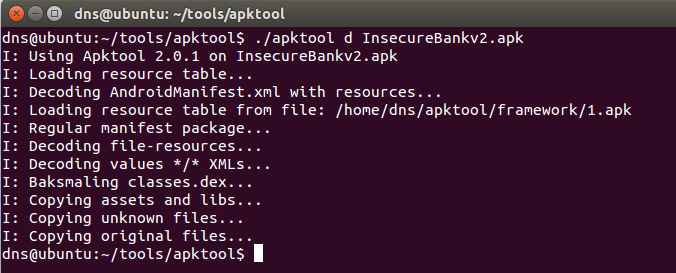 dns@ubuntu: ~/tools/apktool
dns@ubuntu:~/tools/apktool$ ./apktool d InsecureBankv2.apk
I: Using Apktool 2.0.1 on InsecureBankv2.apk
I: Loading resource table...
I: Decoding AndroidManifest.xml with resources...
I: Loading resource table from file: /home/dns/apktool/framework/1.apk
I: Regular manifest package...
I: Decoding file-resources...
I: Decoding values */* XMLs...
I: Baksmaling classes.dex...
I: Copying assets and libs...
I: Copying unknown files...
I: Copying original files...
dns@ubuntu:~/tools/apktool$